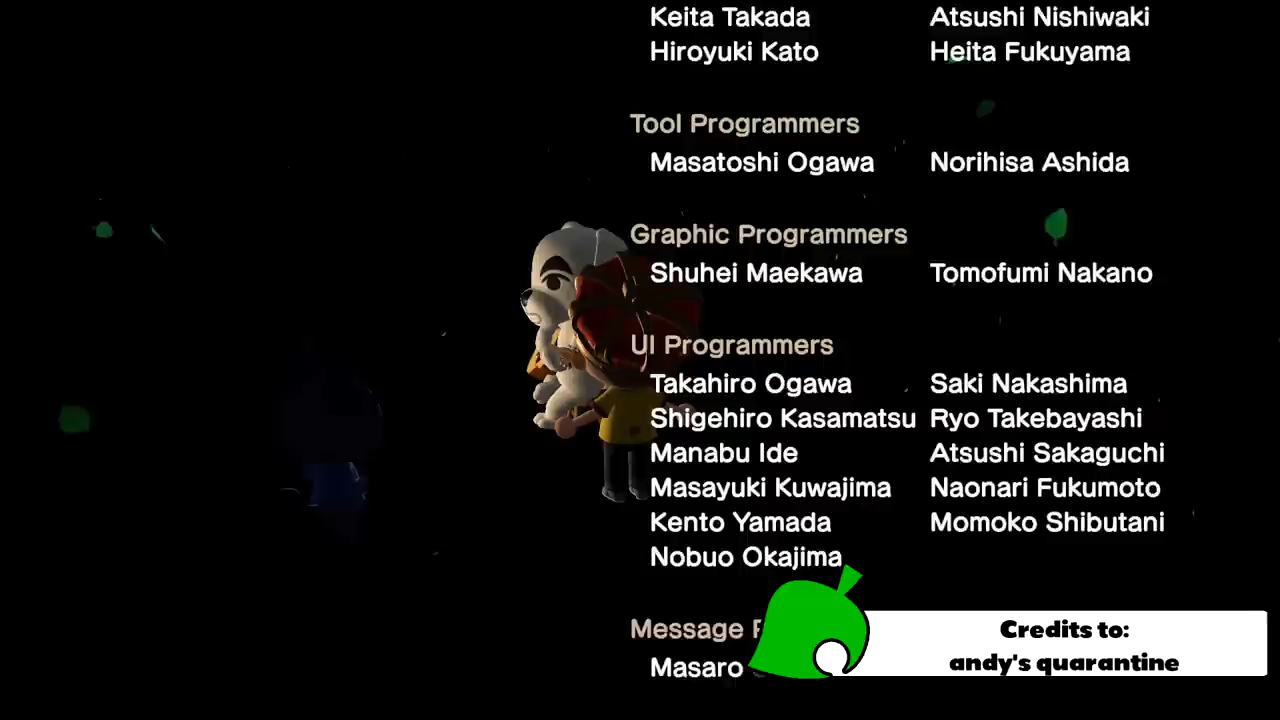 Keita Takada Atsushi Nishiwaki
Hiroyuki Kato Heita Fukuyama
Tool Programmers
Masatoshi Ogawa Norihisa Ashida
Graphic Programmers
Shuhei Maekawa Tomofumi Nakano
UI Programmers
Takahiro Ogawa Saki Nakashima
Shigehiro Kasamatsu Ryo Takebayashi
Manabu Ide Atsushi Sakaguchi
Masayuki Kuwajima Naonari Fukumoto
Kento Yamada Momoko Shibutani
Nobuo Okajima
Message
Masaro
Credits to:
andy's quarantine